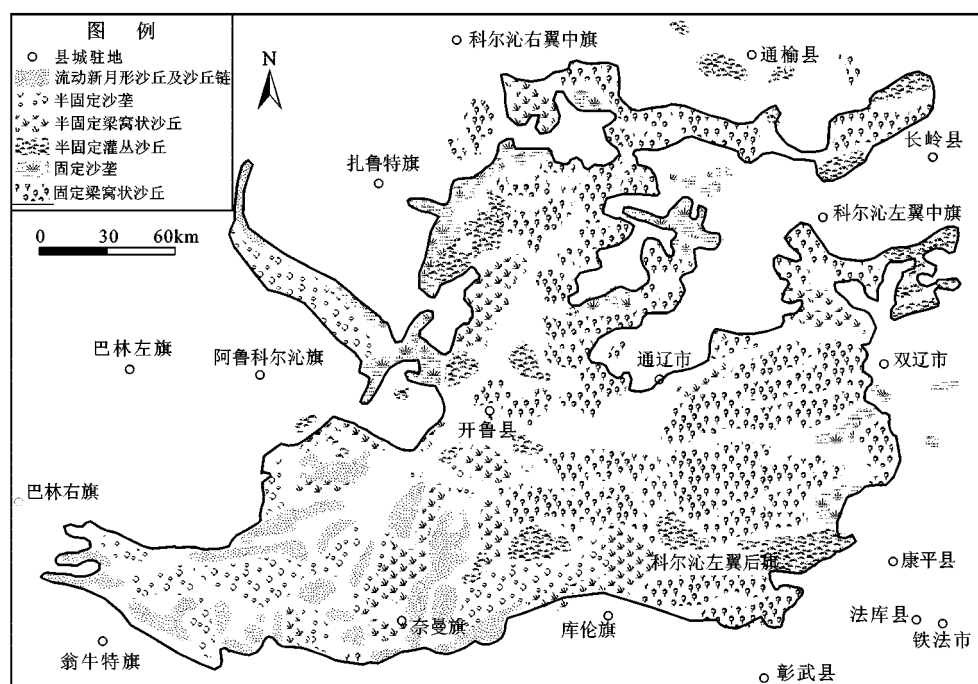 图 例
县城驻地
流动新月形沙丘及沙丘链
半固定沙垄
半固定梁窝状沙丘
半固定灌丛沙丘
固定沙垄
固定梁窝状沙丘
0 30 60km
N
科尔沁右翼中旗
通榆县
长岭县
扎鲁特旗
科尔沁左翼中旗
巴林左旗
阿鲁科尔沁旗
通辽市
双辽市
开鲁县
巴林右旗
科尔沁左翼后旗
康平县
奈曼旗
库伦旗
法库县
铁法市
翁牛特旗
彰武县